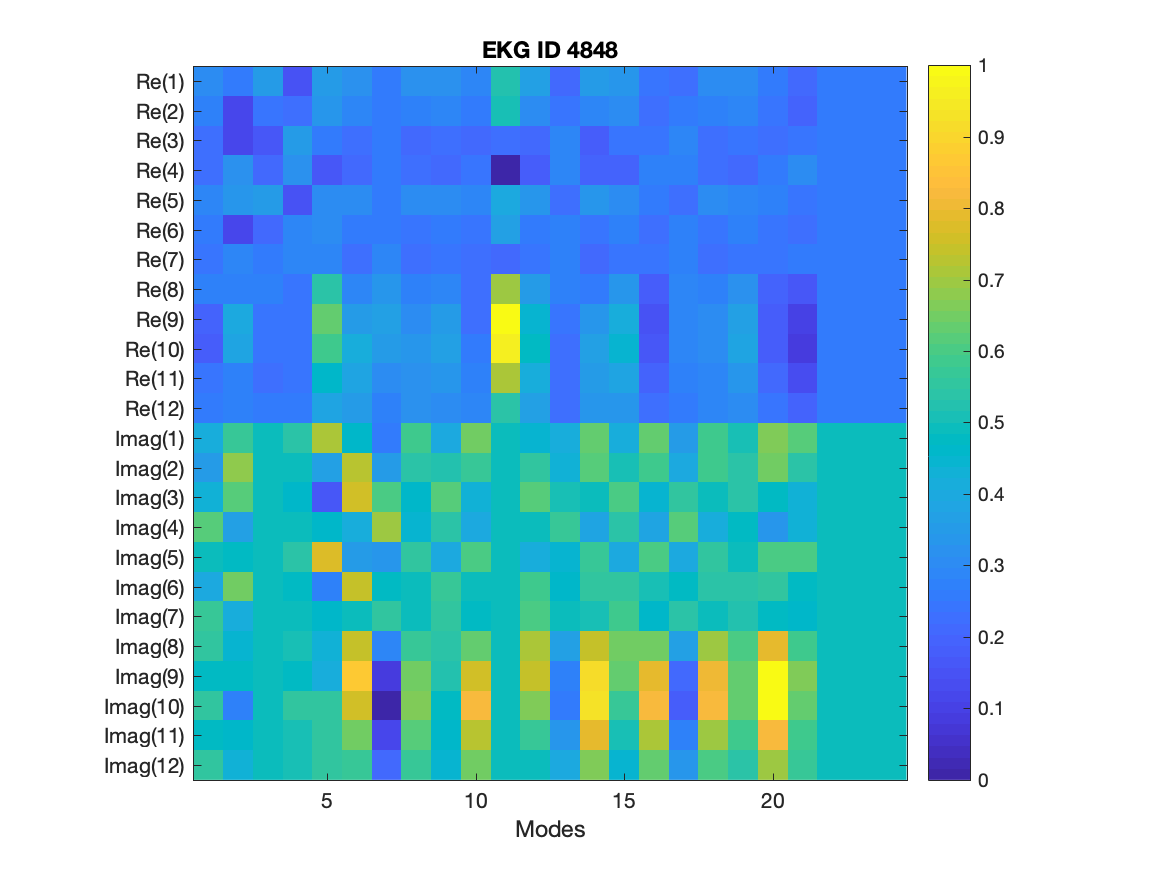 EKG ID 4848
Re(1)
Re(2)
Re(3)
Re(4)
Re(5)
Re(6)
Re(7)
Re(8)
Re(9)
Re(10)
Re(11)
Re(12)
Imag(1)
Imag(2)
Imag(3)
Imag(4)
Imag(5)
Imag(6)
Imag(7)
Imag(8)
Imag(9)
Imag(10)
Imag(11)
Imag(12)
5 10 15 20
Modes
1
0.9
0.8
0.7
0.6
0.5
0.4
0.3
0.2
0.1
0